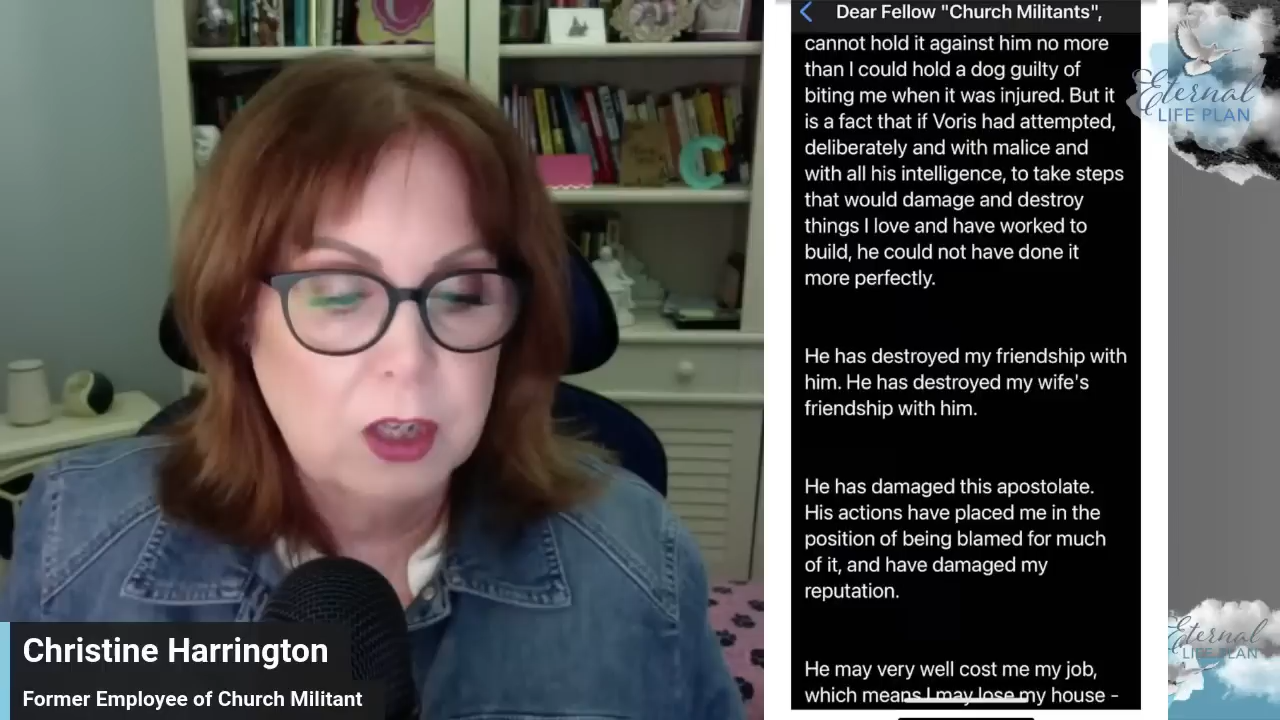 Dear Fellow "Church Militants",
cannot hold it against him no more
than I could hold a dog guilty of
biting me when it was injured. But it
is a fact that if Voris had attempted,
deliberately and with malice and
with all his intelligence, to take steps
that would damage and destroy
things I love and have worked to
build, he could not have done it
more perfectly.
He has destroyed my friendship with
him. He has destroyed my wife's
friendship with him.
He has damaged this apostolate.
His actions have placed me in the
position of being blamed for much
of it, and have damaged my
reputation.
He may very well cost me my job,
which means I may lose my house -
Eternal
LIFE PLAN
Eternal
LIFE PLAN
C
Christine Harrington
Former Employee of Church Militant